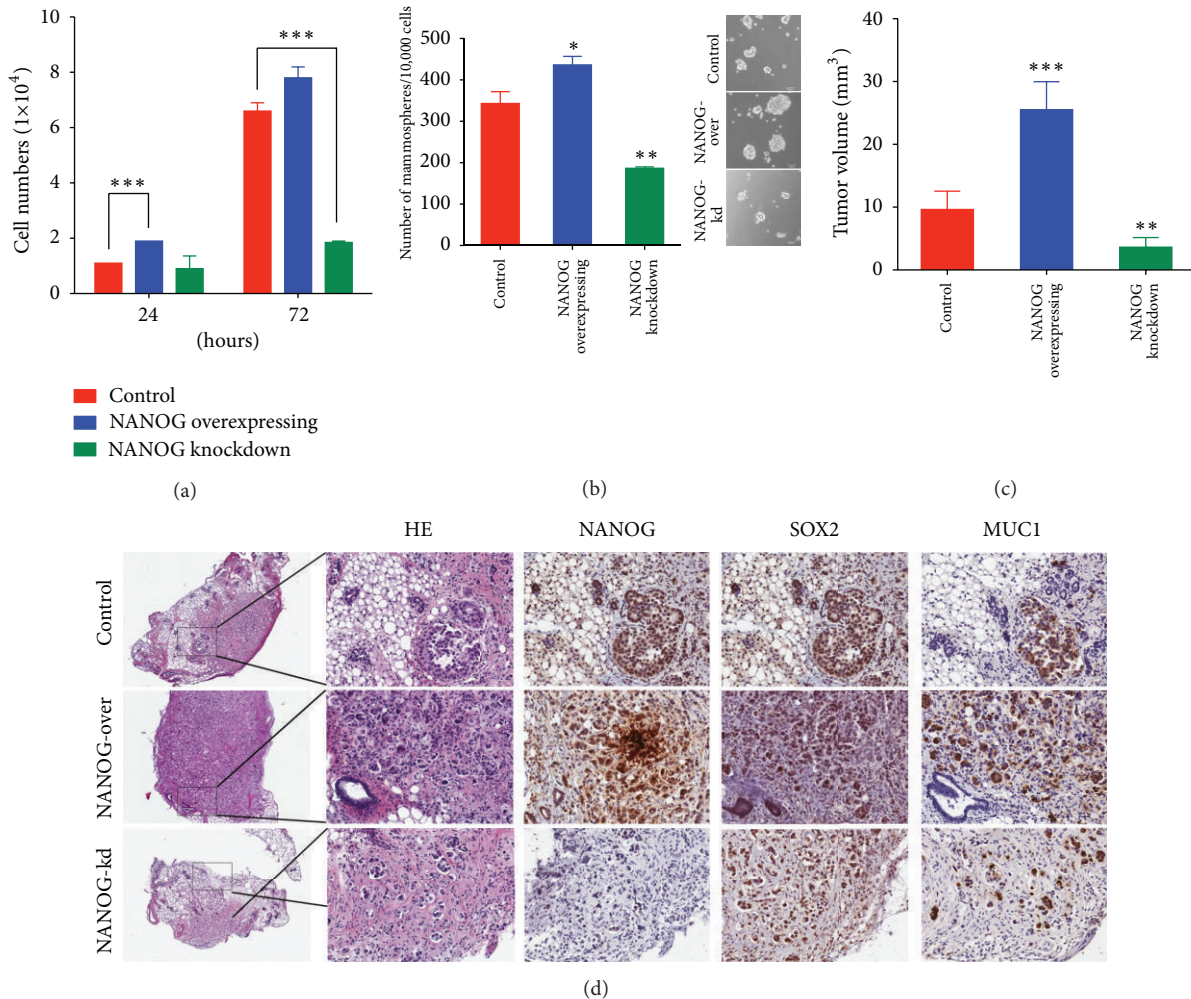 10
8
6
4
2
0
Cell numbers (1×10⁴)
***
***
24
72
(hours)
Control
NANOG overexpressing
NANOG knockdown
(a)
500
400
300
200
100
0
Number of mammospheres/10,000 cells
*
**
Control
NANOG
overexpressing
NANOG
knockdown
Control
NANOG-
over
NANOG-
kd
(b)
40
30
20
10
0
Tumor volume (mm³)
***
**
Control
NANOG
overexpressing
NANOG
knockdown
(c)
HE
NANOG
SOX2
MUC1
Control
NANOG-over
NANOG-kd
(d)